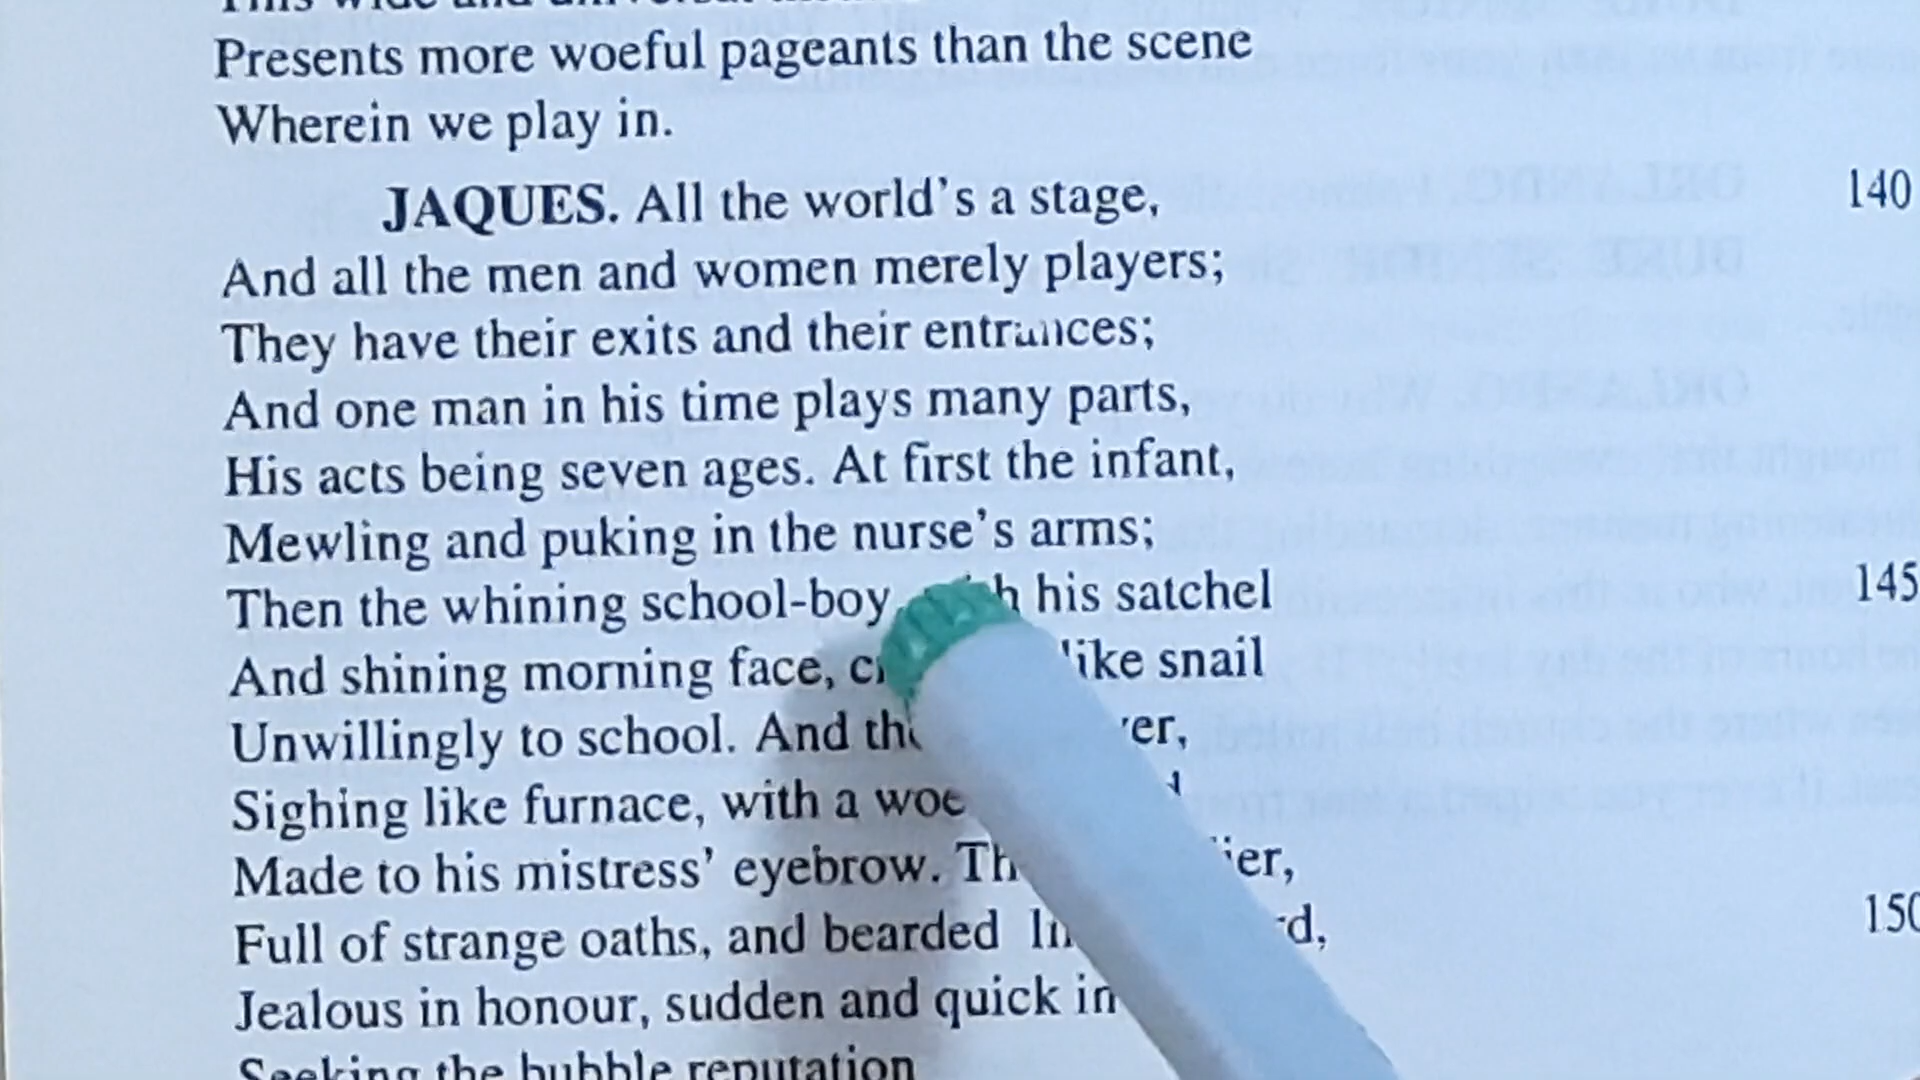 Presents more woeful pageants than the scene
Wherein we play in.
JAQUES. All the world's a stage, 140
And all the men and women merely players;
They have their exits and their entrances;
And one man in his time plays many parts,
His acts being seven ages. At first the infant,
Mewling and puking in the nurse's arms;
Then the whining school-boy, his satchel 145
And shining morning face, like snail
Unwillingly to school. And
Sighing like furnace, with a
Made to his mistress' eyebrow.
Full of strange oaths, and bearded
Jealous in honour, sudden and quick in
Seeking the bubble reputation